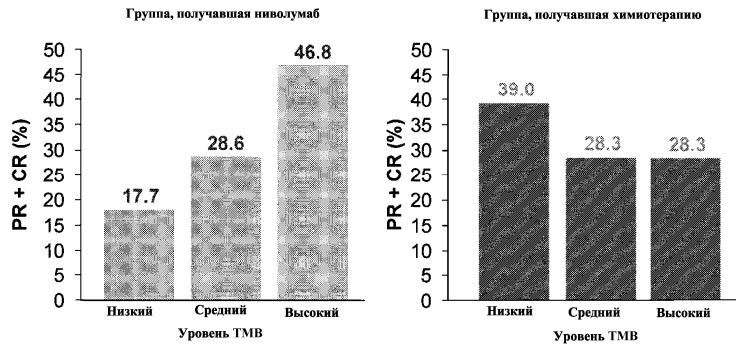 Группа, получавшая ниволумаб
PR + CR (%)
50
45
40
35
30
25
20
15
10
5
0
17.7
28.6
46.8
Низкий
Средний
Высокий
Уровень ТМВ
Группа, получавшая химиотерапию
PR + CR (%)
50
45
40
35
30
25
20
15
10
5
0
39.0
28.3
28.3
Низкий
Средний
Высокий
Уровень ТМВ